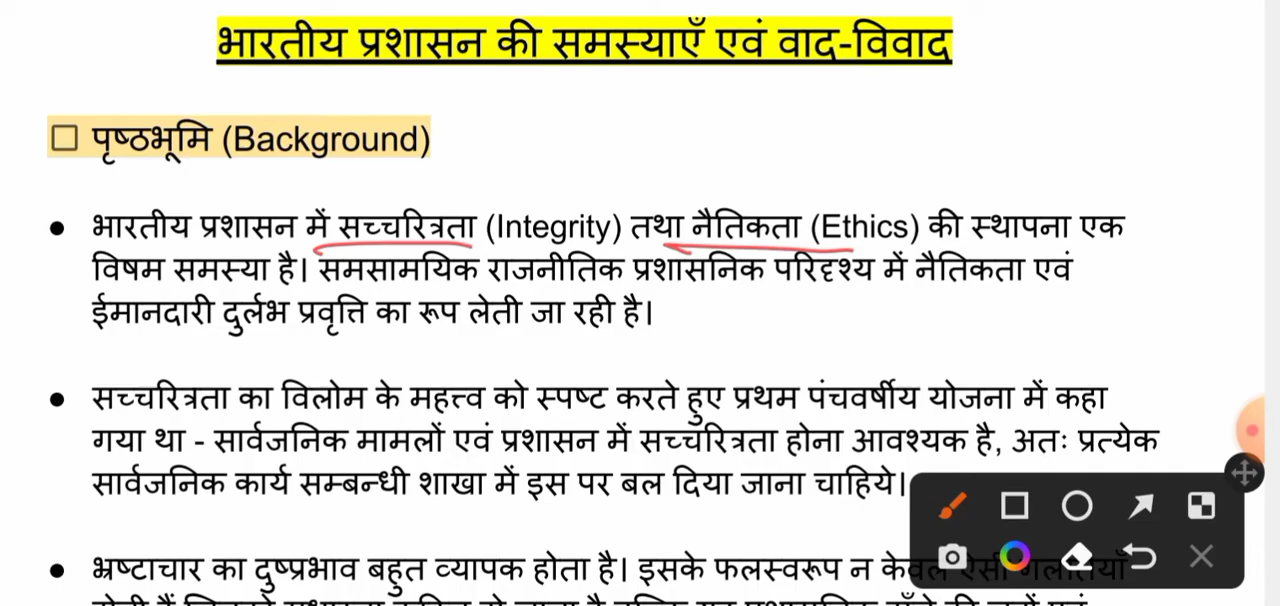 भारतीय प्रशासन की समस्याएँ एवं वाद-विवाद
पृष्ठभूमि (Background)
● भारतीय प्रशासन में सच्चरित्रता (Integrity) तथा नैतिकता (Ethics) की स्थापना एक
विषम समस्या है। समसामयिक राजनीतिक प्रशासनिक परिदृश्य में नैतिकता एवं
ईमानदारी दुर्लभ प्रवृत्ति का रूप लेती जा रही है।
● सच्चरित्रता का विलोम के महत्त्व को स्पष्ट करते हुए प्रथम पंचवर्षीय योजना में कहा
गया था - सार्वजनिक मामलों एवं प्रशासन में सच्चरित्रता होना आवश्यक है, अतः प्रत्येक
सार्वजनिक कार्य सम्बन्धी शाखा में इस पर बल दिया जाना चाहिये।
● भ्रष्टाचार का दुष्प्रभाव बहुत व्यापक होता है। इसके फलस्वरूप न केवल ऐसी गलतियाँ